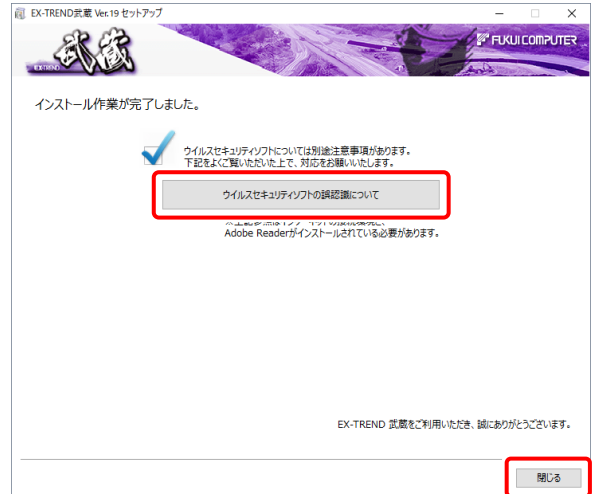 EX-TREND武蔵 Ver.19 セットアップ
武蔵
EX-TREND
FUKUI COMPUTER
インストール作業が完了しました。
ウイルスセキュリティソフトについては別途注意事項があります。
下記をよくご覧いただいた上で、対応をお願いいたします。
ウイルスセキュリティソフトの誤認識について
Adobe Readerがインストールされている必要があります。
EX-TREND 武蔵をご利用いただき、誠にありがとうございます。
閉じる